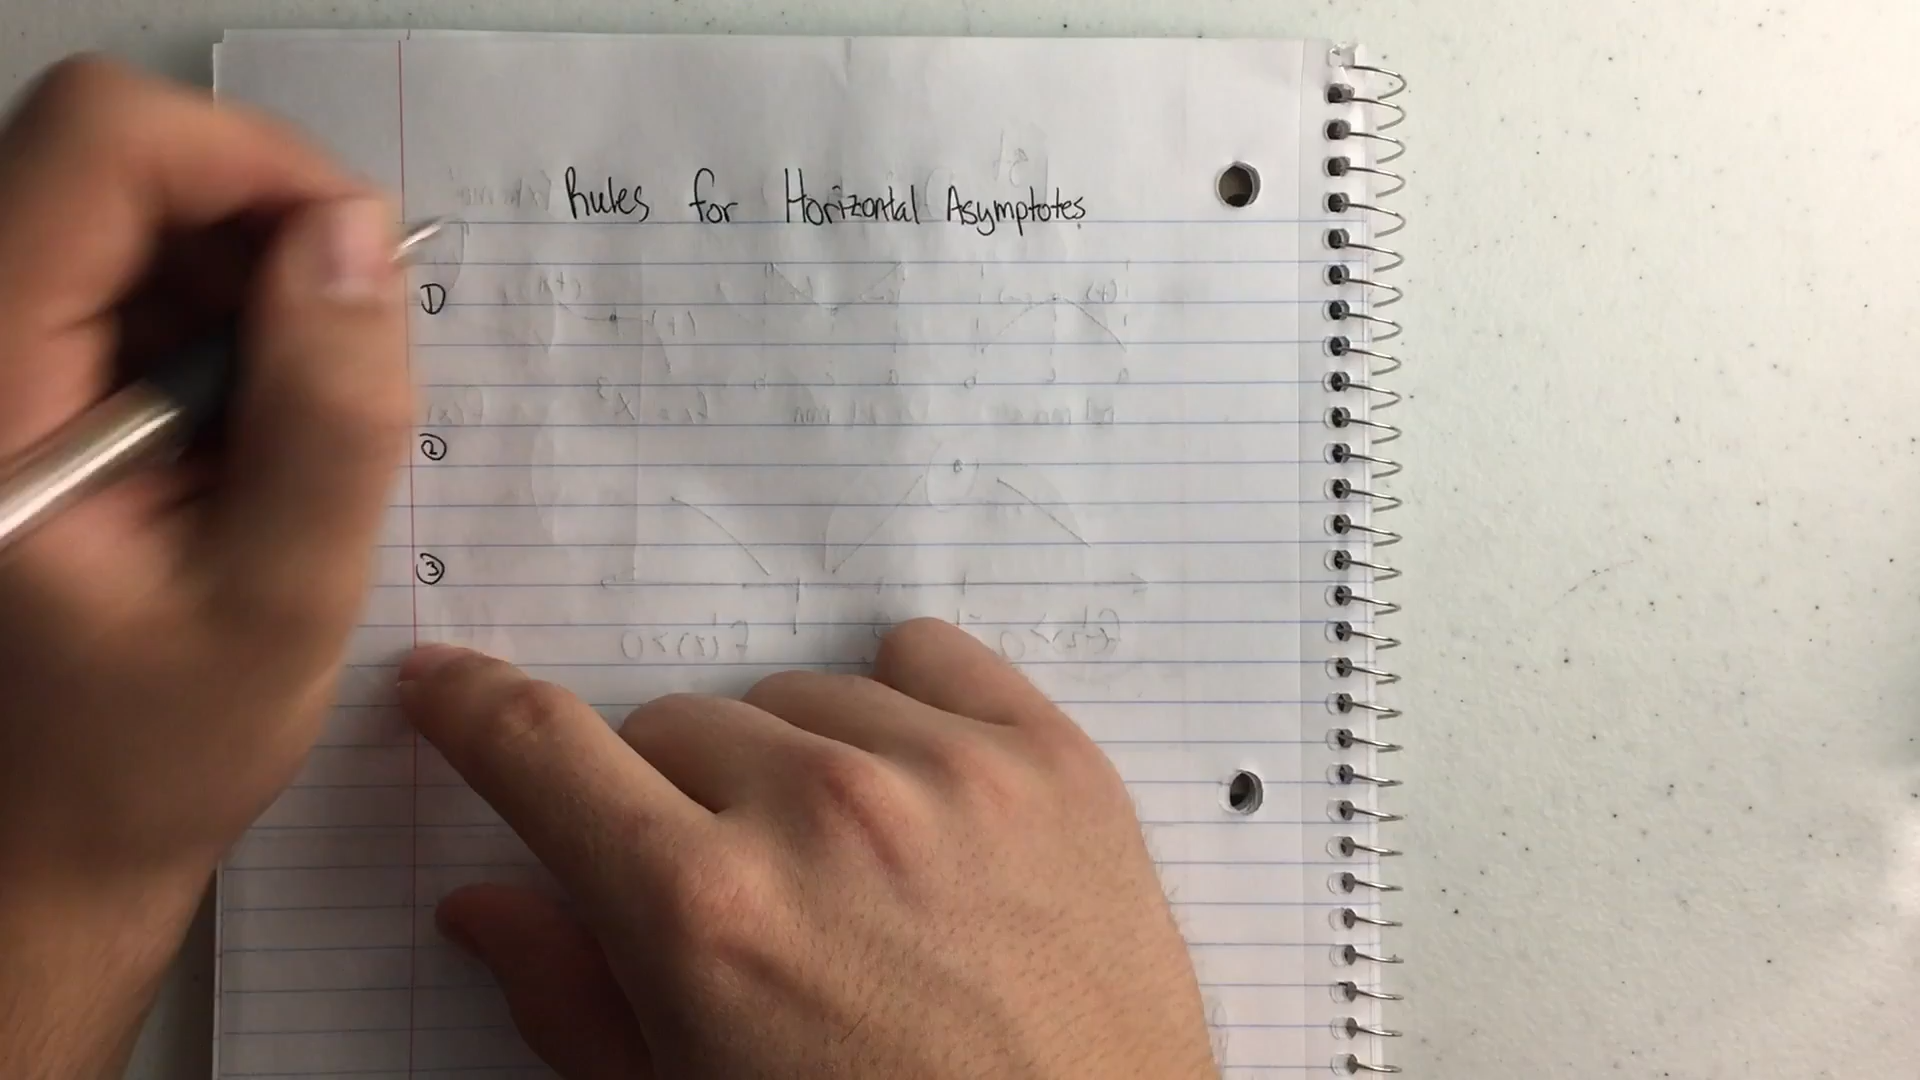 Rules for Horizontal Asymptotes
①
②
③